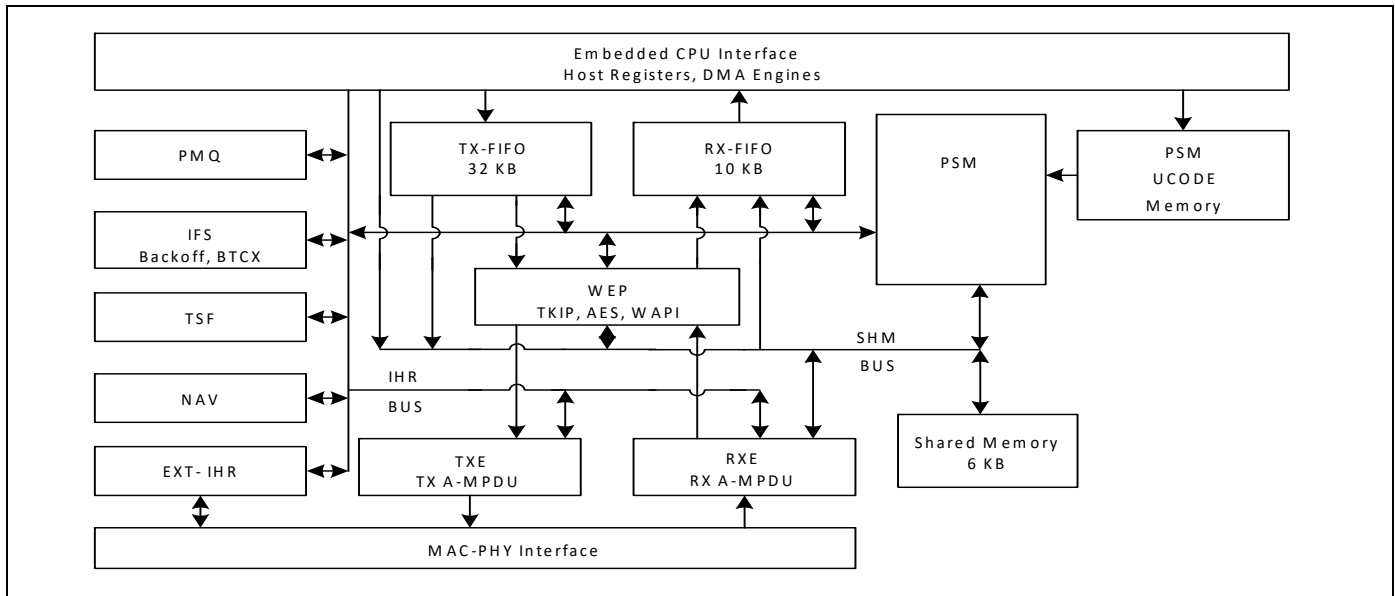 Embedded CPU Interface
Host Registers, DMA Engines
PMQ
TX-FIFO
32 KB
RX-FIFO
10 KB
PSM
PSM
UCODE
Memory
IFS
Backoff, BTCX
WEP
TKIP, AES, WAPI
TSF
SHM
BUS
IHR
BUS
NAV
Shared Memory
6 KB
EXT- IHR
TXE
TX A-MPDU
RXE
RX A-MPDU
MAC-PHY Interface